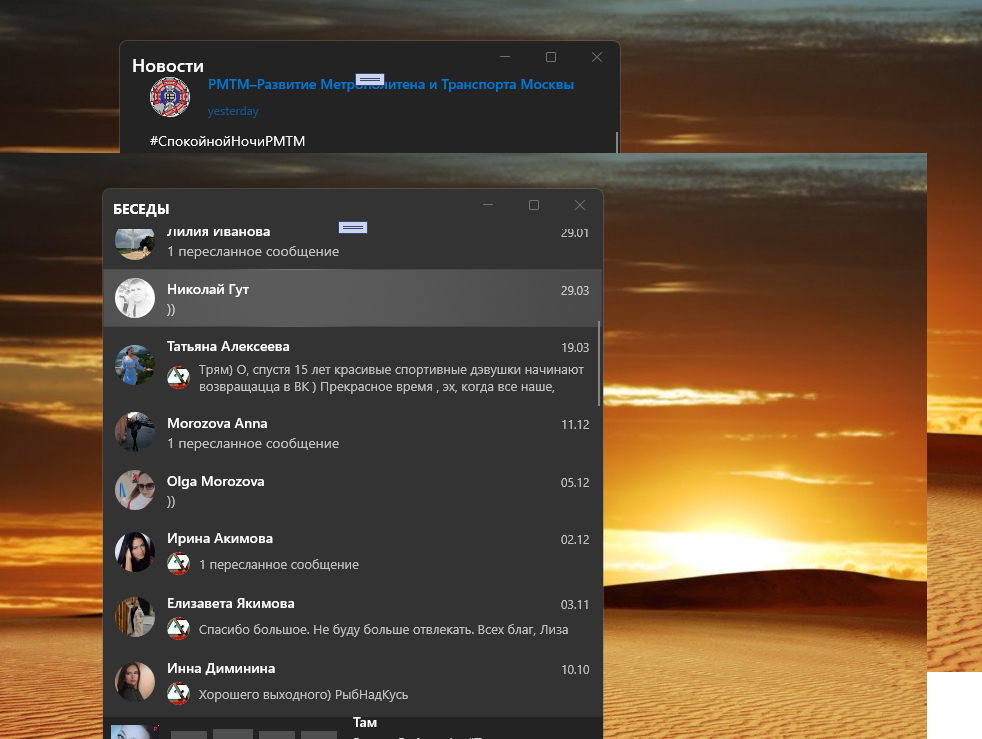 Новости
РМТМ–Развитие Метрополитена и Транспорта Москвы
yesterday
#СпокойнойНочиРМТМ
БЕСЕДЫ
Лилия Иванова
29.01
1 пересланное сообщение
Николай Гут
29.03
))
Татьяна Алексеева
19.03
Трям) О, спустя 15 лет красивые спортивные дэвушки начинают
возвращацца в ВК ) Прекрасное время , эх, когда все наше,
Morozova Anna
11.12
1 пересланное сообщение
Olga Morozova
05.12
))
Ирина Акимова
02.12
1 пересланное сообщение
Елизавета Якимова
03.11
Спасибо большое. Не буду больше отвлекать. Всех благ, Лиза
Инна Диминина
10.10
Хорошего выходного) РыбНадКусь
Там